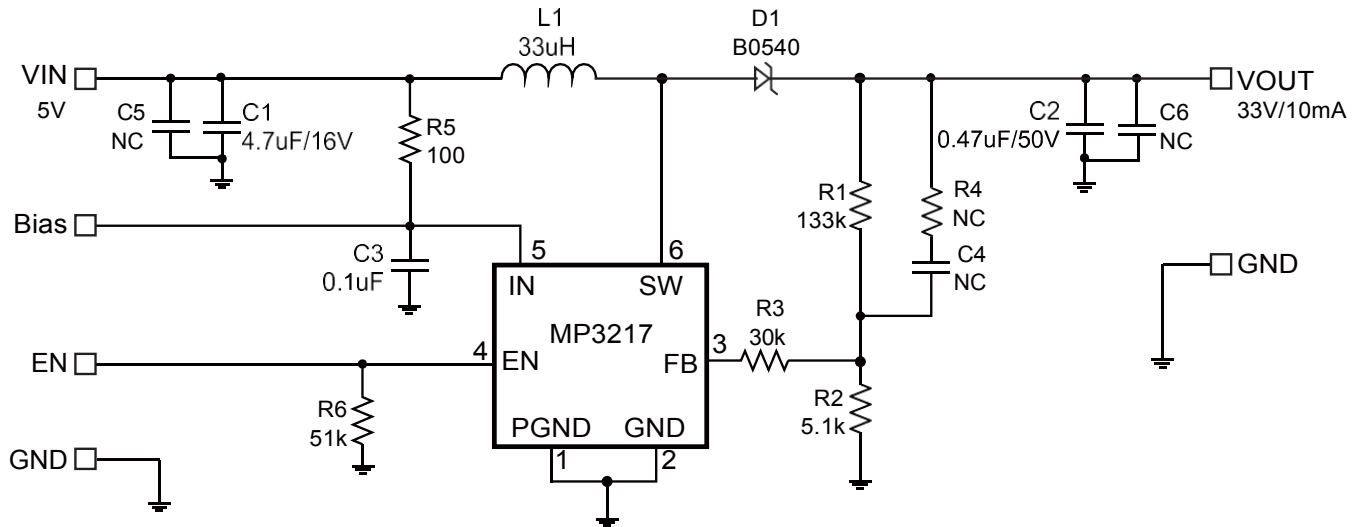 L1
33uH
D1
B0540
VIN
5V
C5
NC
C1
4.7uF/16V
R5
100
C2
0.47uF/50V
C6
NC
VOUT
33V/10mA
R1
133k
R4
NC
C4
NC
Bias
C3
0.1uF
5
6
IN
SW
MP3217
GND
R3
30k
EN
4
EN
FB
3
R6
51k
R2
5.1k
PGND
GND
1
2
GND